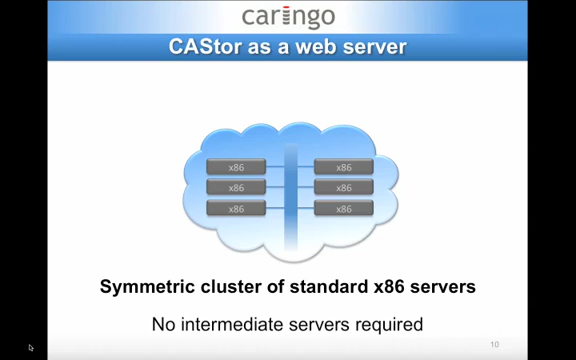 caringo
CAStor as a web server
x86 x86
x86 x86
x86 x86
Symmetric cluster of standard x86 servers
No intermediate servers required
10